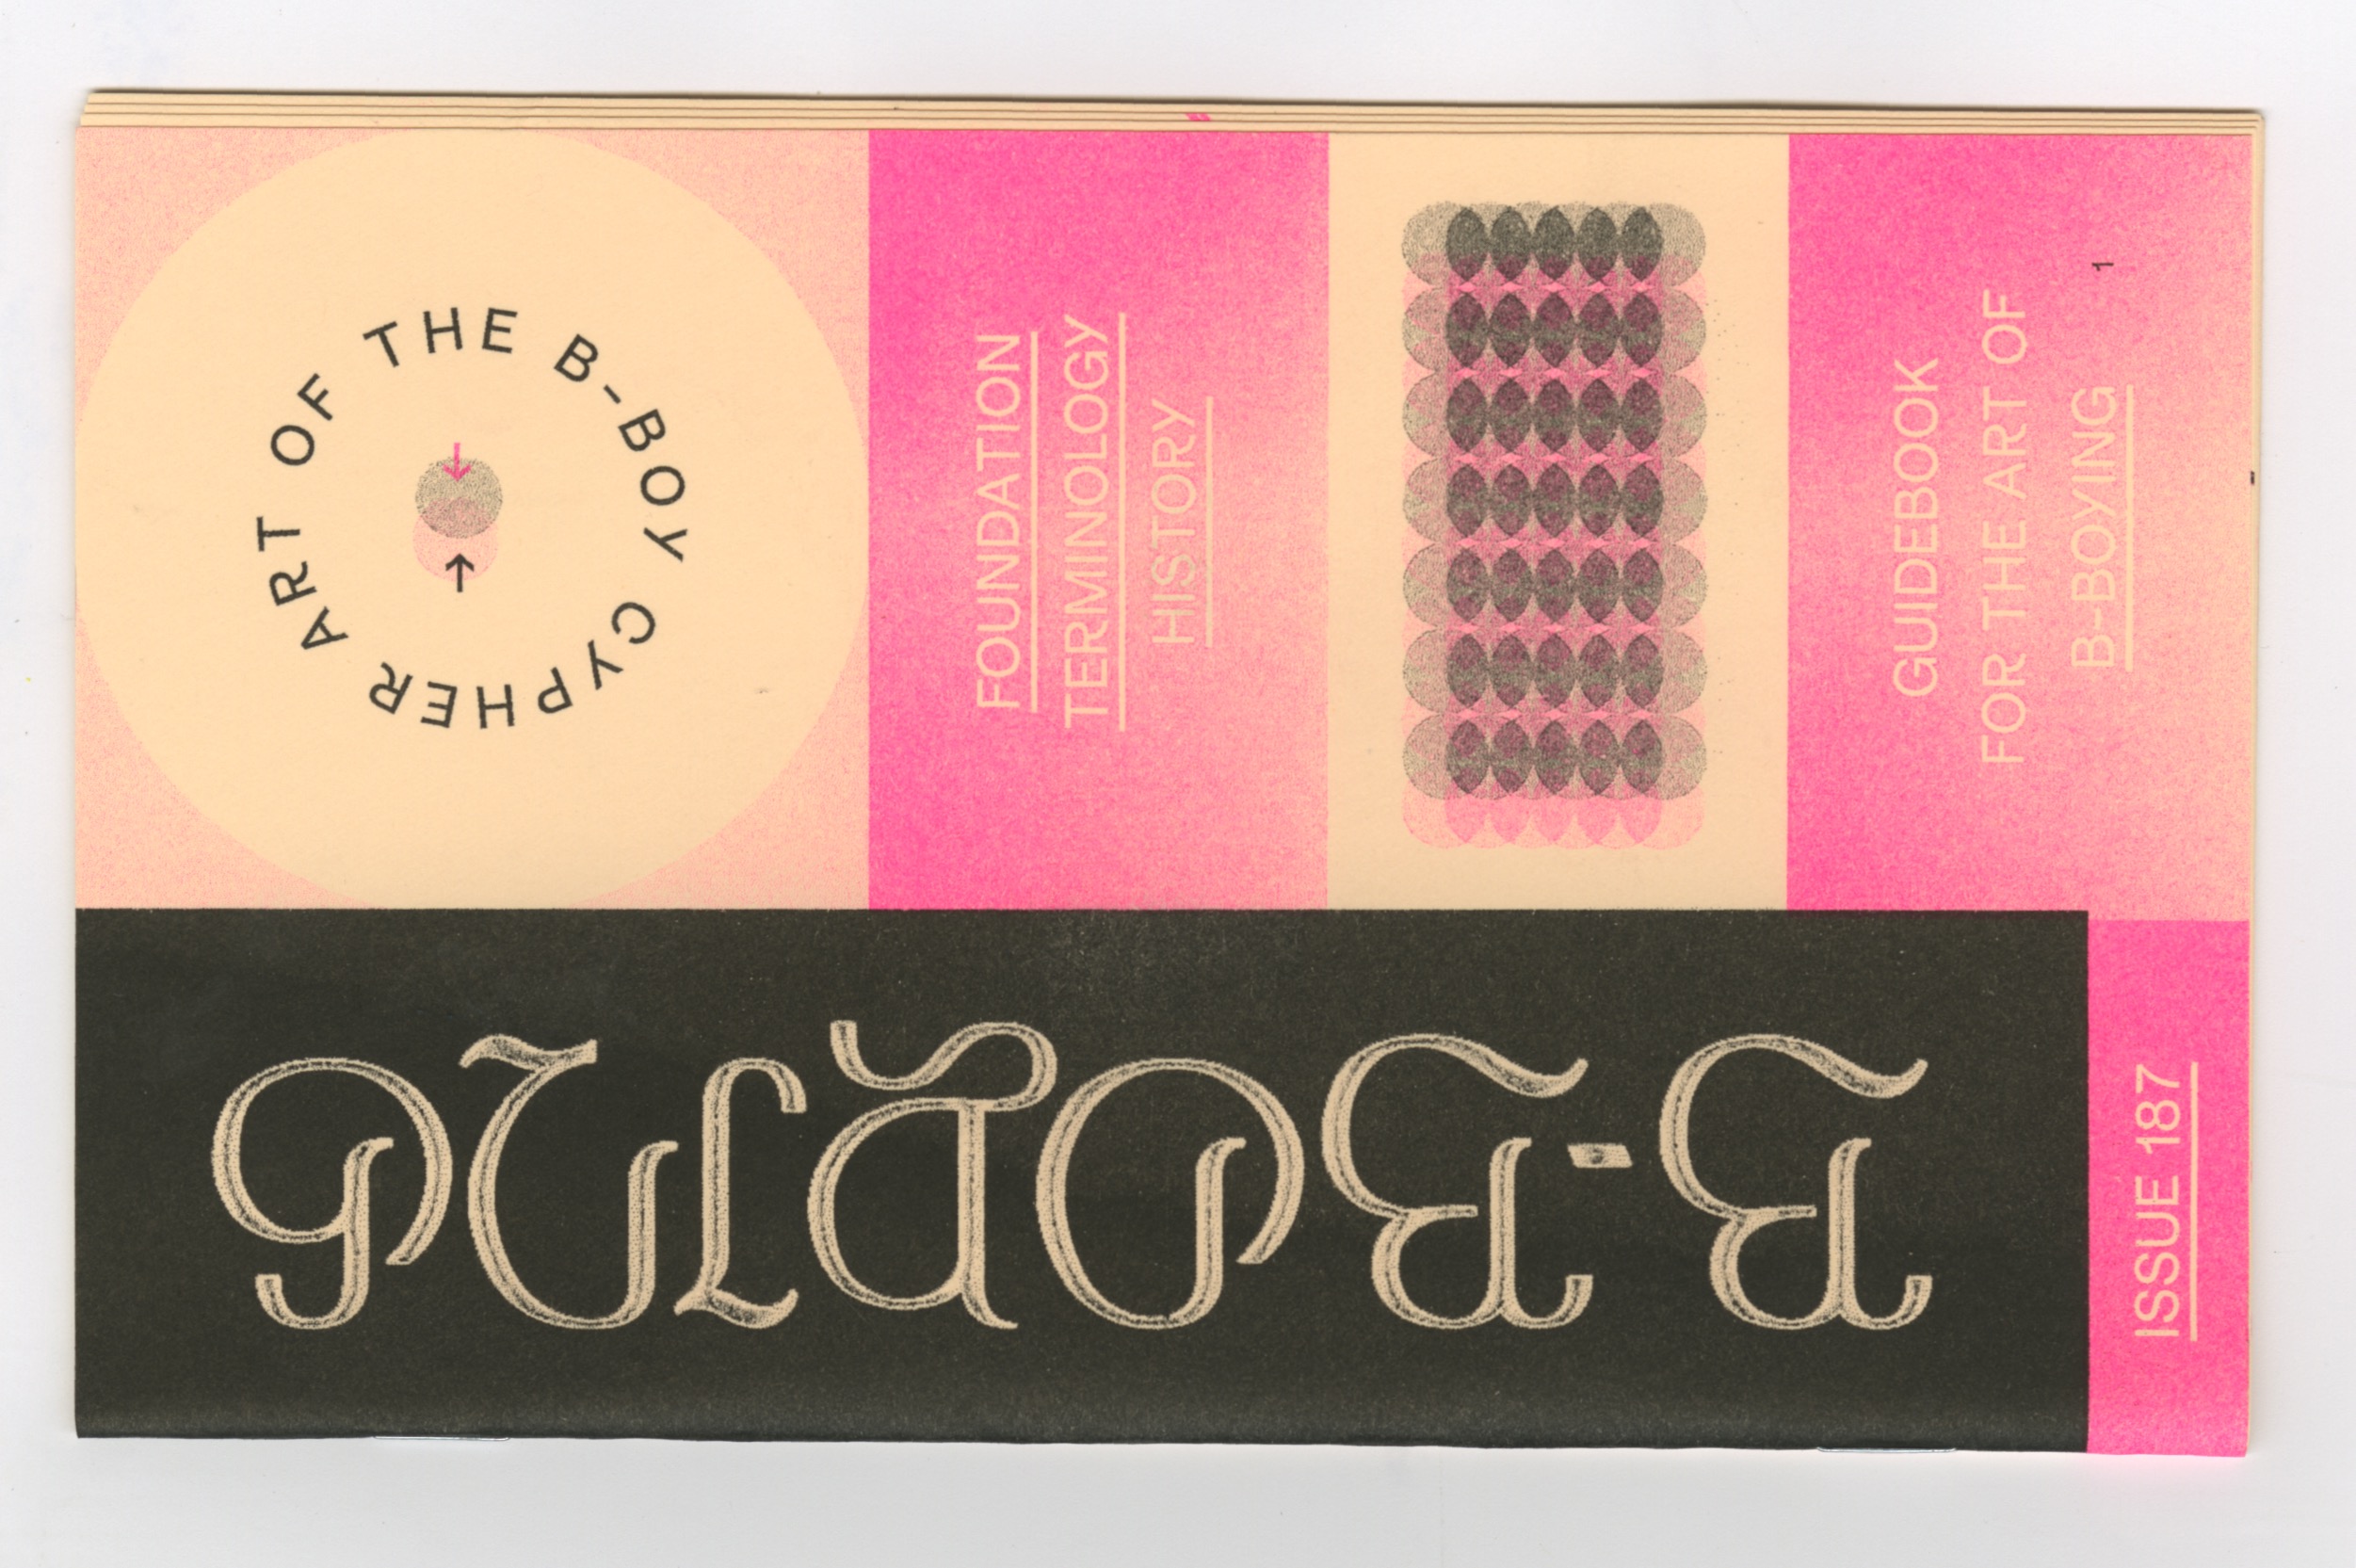 ART OF THE B-BOY CYPHER
FOUNDATION
TERMINOLOGY
HISTORY
GUIDEBOOK
FOR THE ART OF
B-BOYING
1
B-BOYING
ISSUE 187